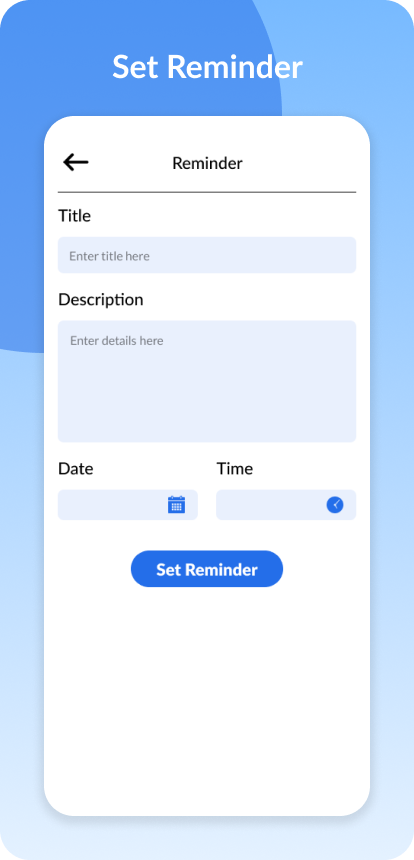 Set Reminder
Reminder
Title
Enter title here
Description
Enter details here
Date Time
Set Reminder